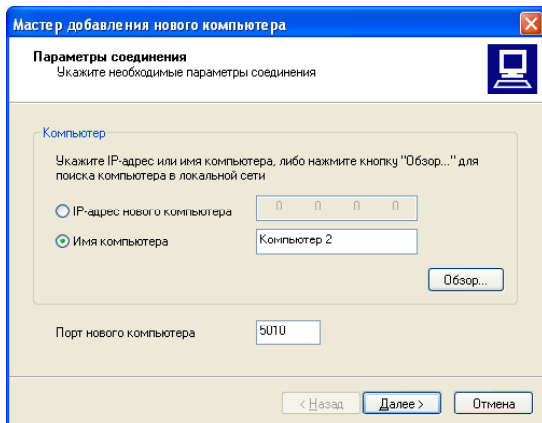 Мастер добавления нового компьютера
Параметры соединения
Укажите необходимые параметры соединения
Компьютер
Укажите IP-адрес или имя компьютера, либо нажмите кнопку "Обзор..." для
поиска компьютера в локальной сети
IP-адрес нового компьютера
0 0 0 0
Имя компьютера
Компьютер 2
Обзор...
Порт нового компьютера
5010
< Назад
Далее >
Отмена